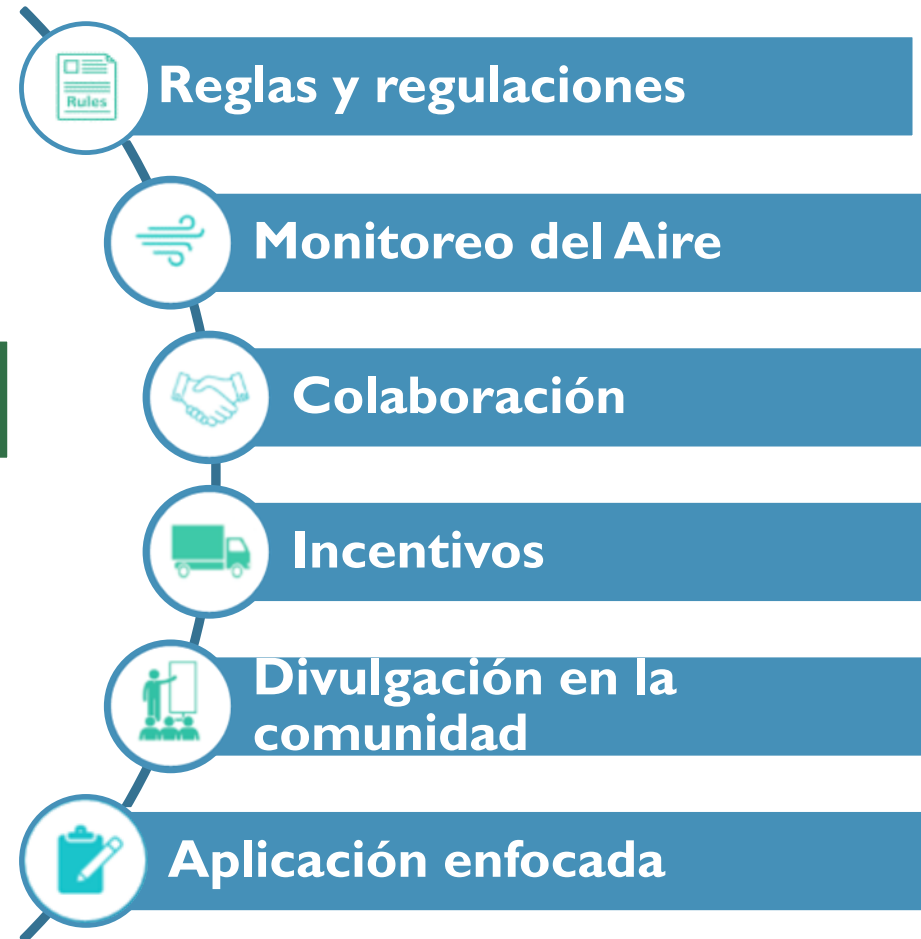 Rules
Reglas y regulaciones
Monitoreo del Aire
Colaboración
Incentivos
Divulgación en la
comunidad
Aplicación enfocada